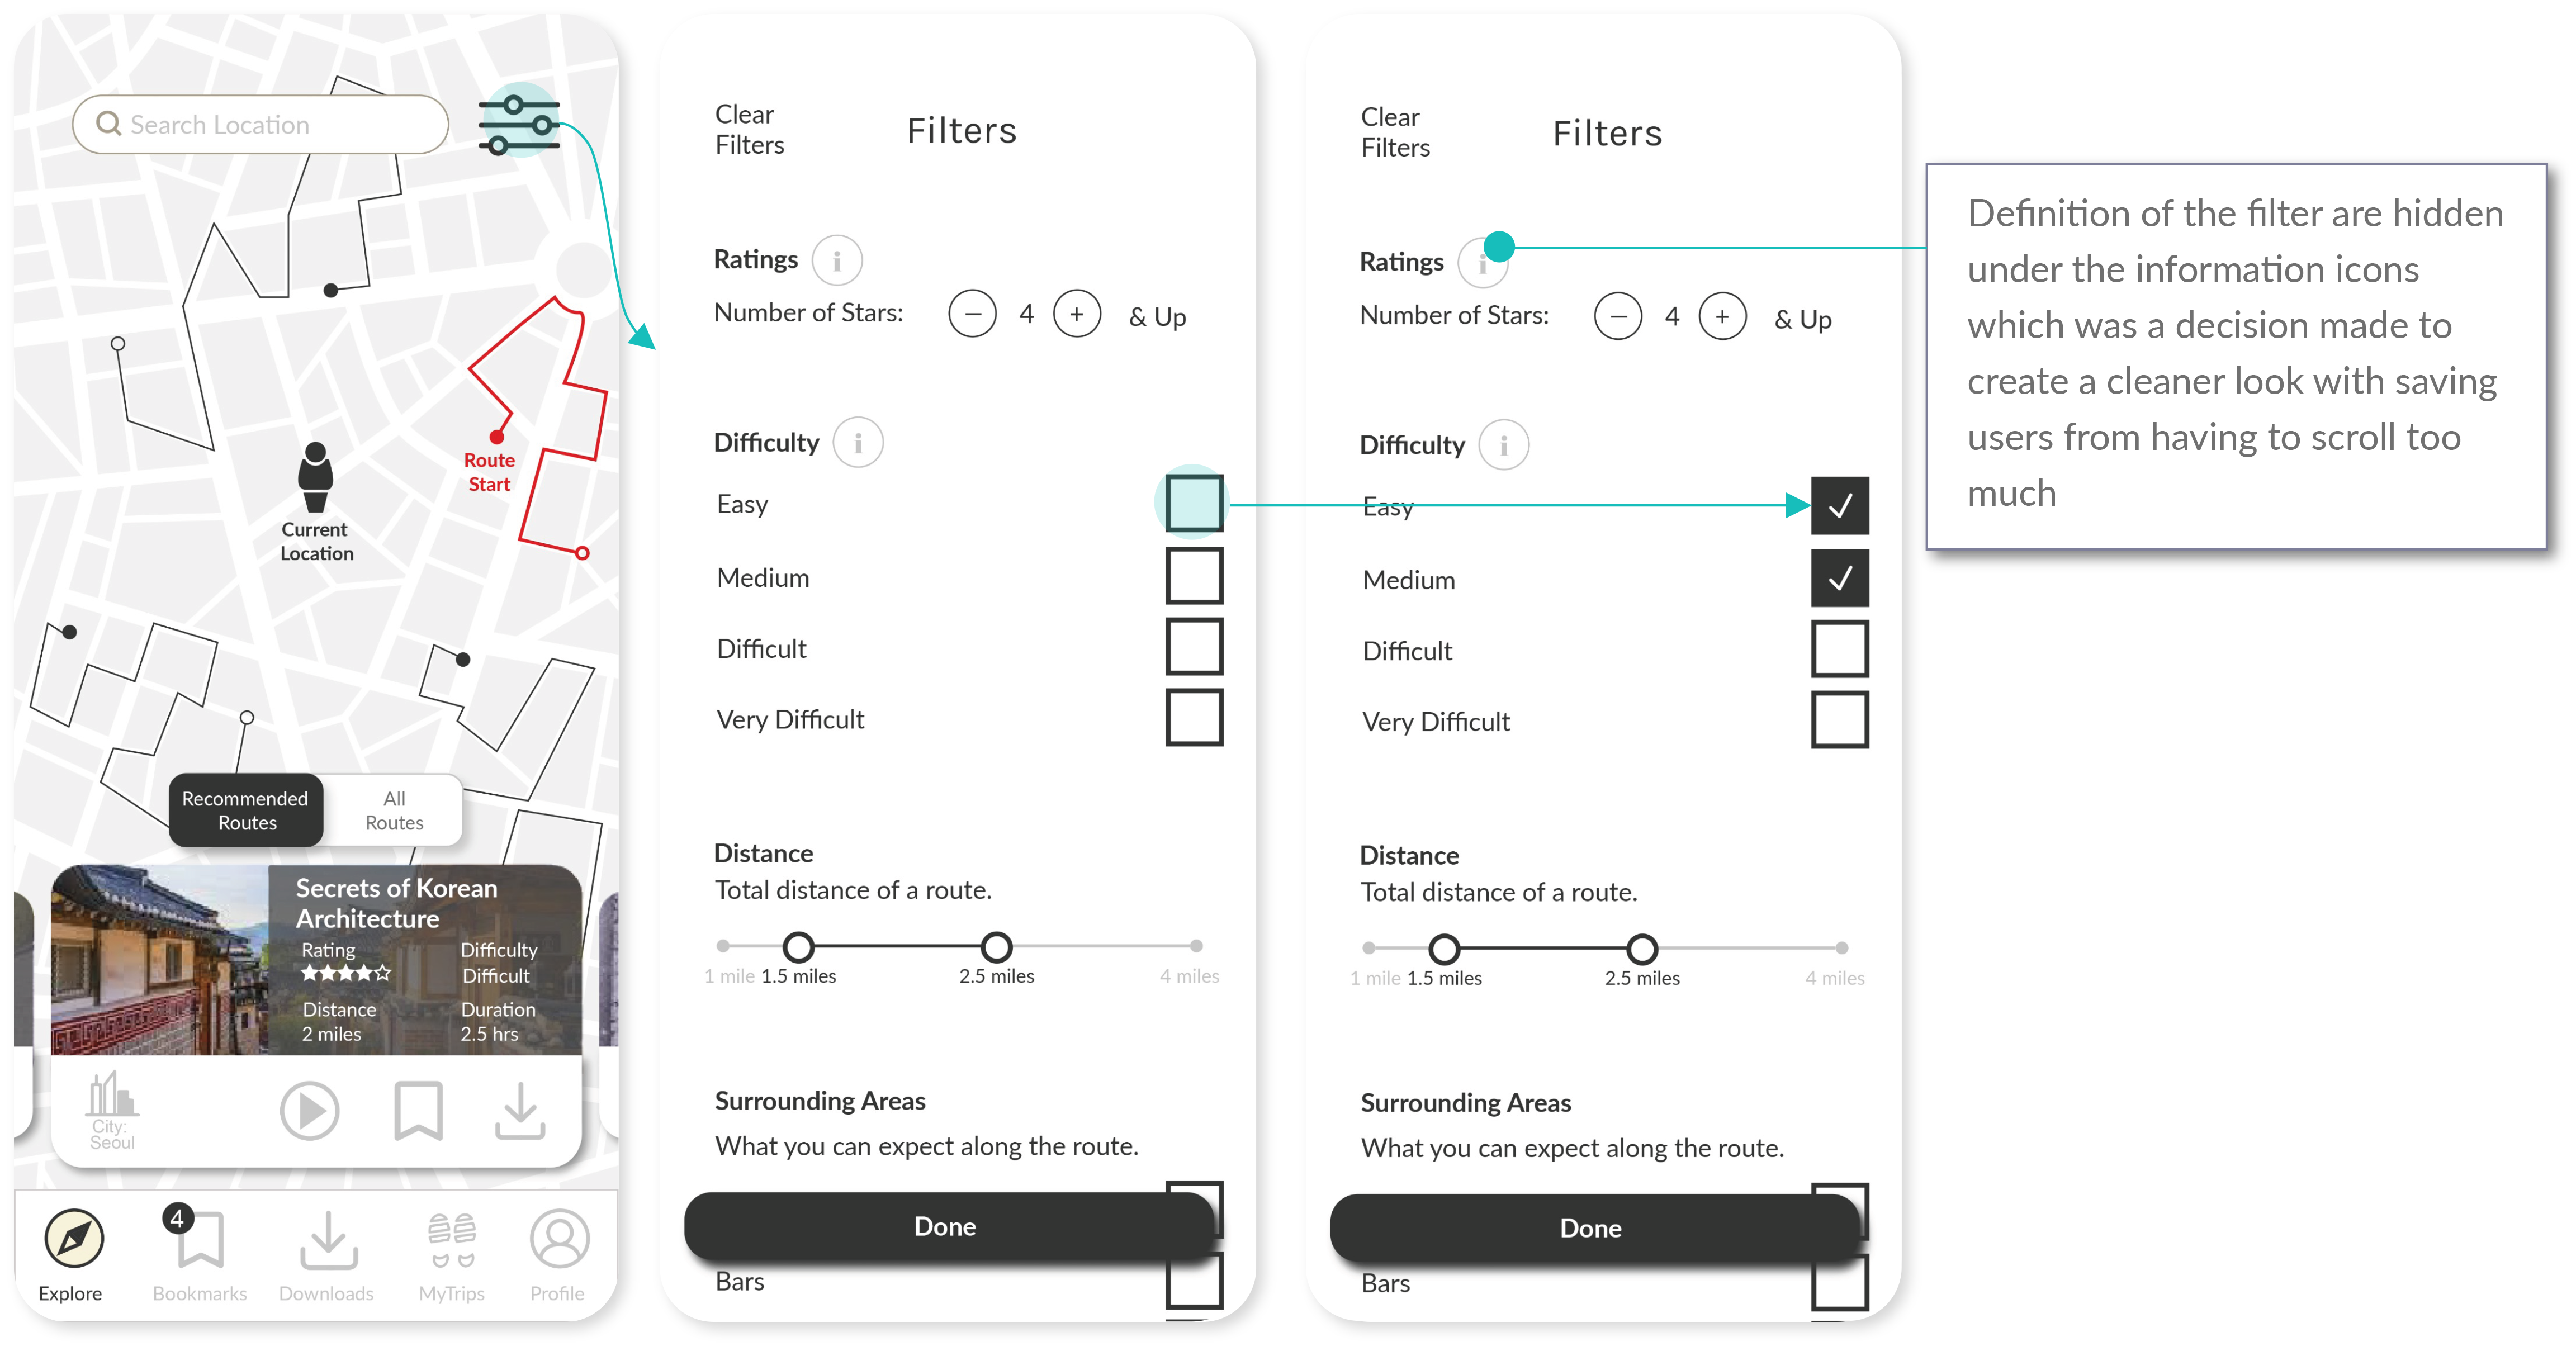 Search Location
Route
Start
Current
Location
Recommended
Routes
All
Routes
Secrets of Korean
Architecture
Rating
Difficulty
Difficult
Distance
2 miles
Duration
2.5 hrs
City:
Seoul
4
Explore
Bookmarks
Downloads
MyTrips
Profile
Clear
Filters
Filters
Ratings i
Number of Stars: − 4 + & Up
Difficulty i
Easy
Medium
Difficult
Very Difficult
Distance
Total distance of a route.
1 mile 1.5 miles 2.5 miles 4 miles
Surrounding Areas
What you can expect along the route.
Done
Bars
Clear
Filters
Filters
Ratings i
Number of Stars: − 4 + & Up
Difficulty i
Easy
Medium
Difficult
Very Difficult
Distance
Total distance of a route.
1 mile 1.5 miles 2.5 miles 4 miles
Surrounding Areas
What you can expect along the route.
Done
Bars
Definition of the filter are hidden
under the information icons
which was a decision made to
create a cleaner look with saving
users from having to scroll too
much